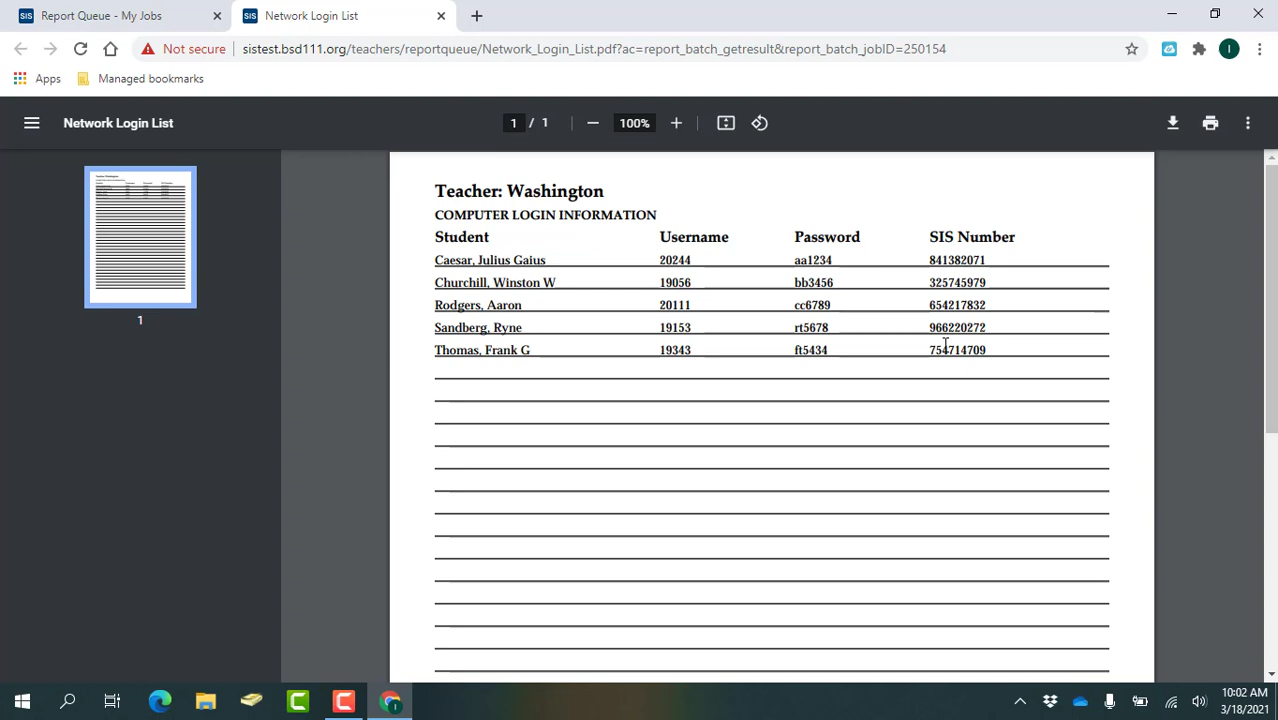 Report Queue - My Jobs
Network Login List
Not secure
sistest.bsd111.org/teachers/reportqueue/Network_Login_List.pdf?ac=report_batch_getresult&report_batch_jobID=250154
I
Apps
Managed bookmarks
Network Login List
1 / 1
100%
Teacher: Washington
COMPUTER LOGIN INFORMATION
Student Username Password SIS Number
Caesar, Julius Gaius 20244 aa1234 841382071
Churchill, Winston W 19056 bb3456 325745979
Rodgers, Aaron 20111 cc6789 654217832
Sandberg, Ryne 19153 rt5678 966220272
Thomas, Frank G 19343 ft5434 754714709
1
10:02 AM
3/18/2021